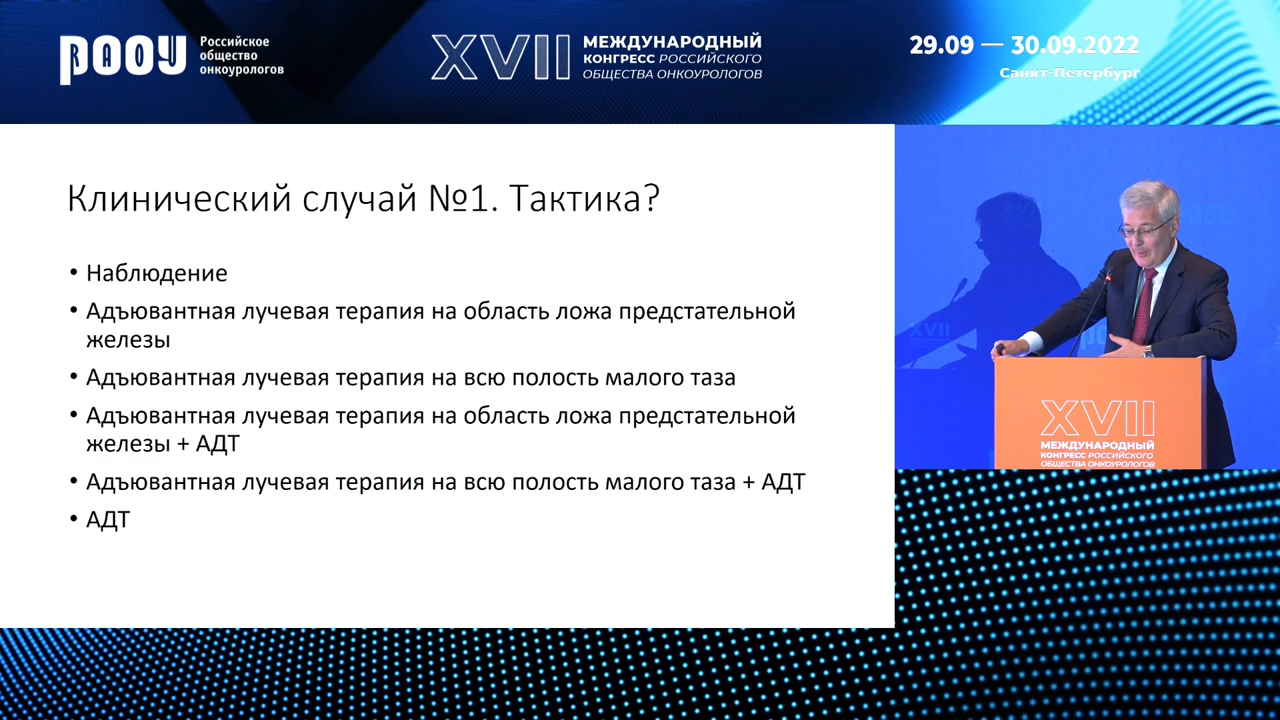 РООУ
RAOU
Российское
общество
онкоурологов
XVII
МЕЖДУНАРОДНЫЙ
КОНГРЕСС РОССИЙСКОГО
ОБЩЕСТВА ОНКОУРОЛОГОВ
29.09 — 30.09.2022
Санкт-Петербург
Клинический случай №1. Тактика?
• Наблюдение
• Адъювантная лучевая терапия на область ложа предстательной
железы
• Адъювантная лучевая терапия на всю полость малого таза
• Адъювантная лучевая терапия на область ложа предстательной
железы + АДТ
• Адъювантная лучевая терапия на всю полость малого таза + АДТ
• АДТ
XVII
XVII
МЕЖДУНАРОДНЫЙ
КОНГРЕСС РОССИЙСКОГО
ОБЩЕСТВА ОНКОУРОЛОГОВ